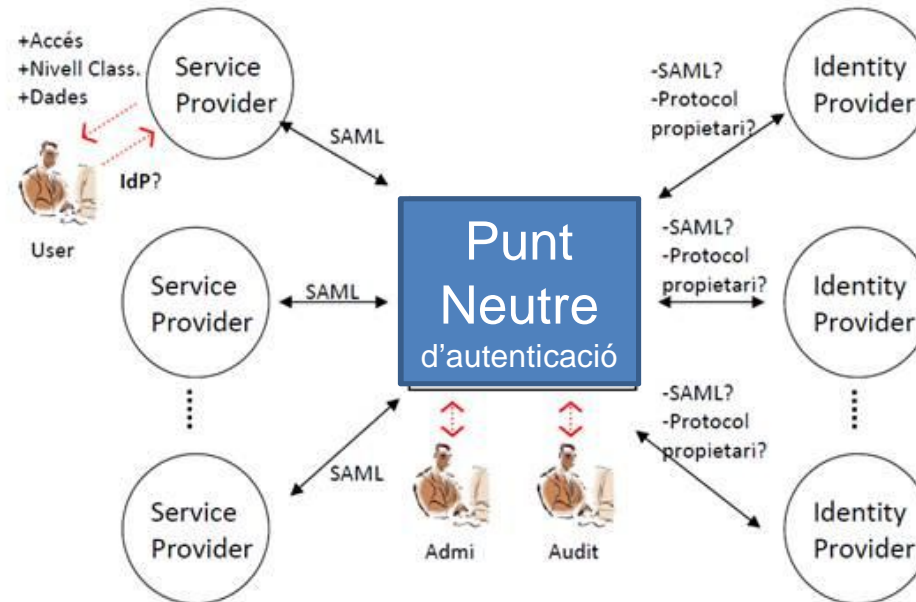 +Accés
+Nivell Class.
+Dades
Service
Provider
IdP?
User
SAML
-SAML?
-Protocol
propietari?
Identity
Provider
Service
Provider
SAML
Punt
Neutre
d'autenticació
-SAML?
-Protocol
propietari?
Identity
Provider
Service
Provider
SAML
Admi
Audit
-SAML?
-Protocol
propietari?
Identity
Provider